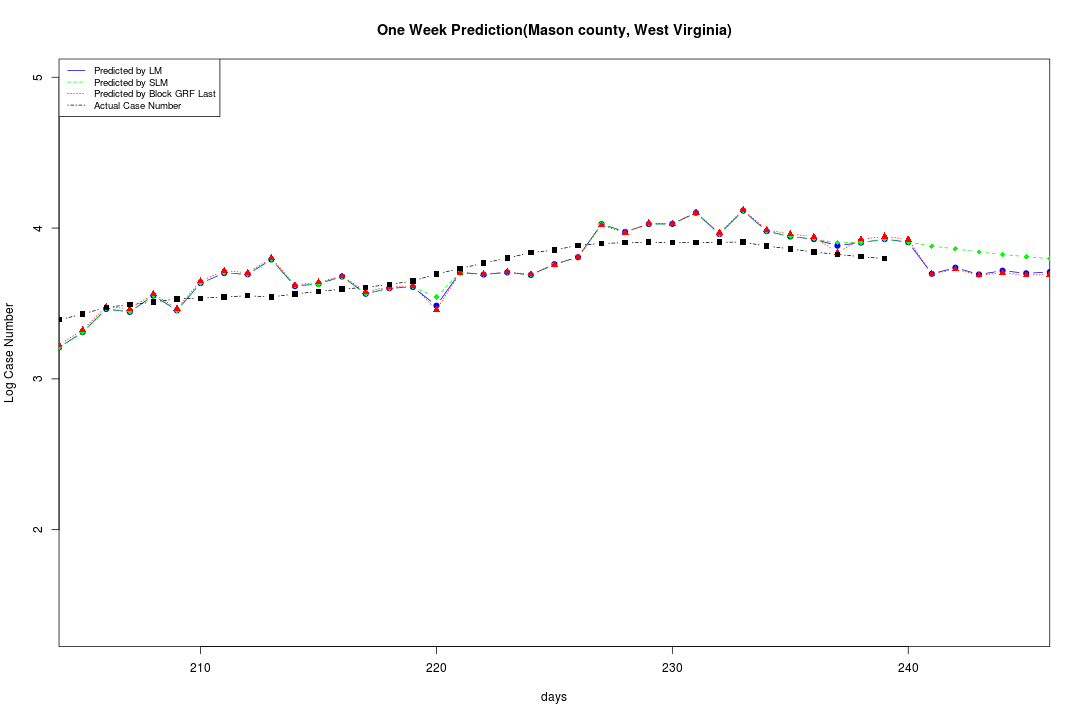 One Week Prediction(Mason county, West Virginia)
Predicted by LM
Predicted by SLM
Predicted by Block GRF Last
Actual Case Number
5
4
3
2
Log Case Number
210 220 230 240
days